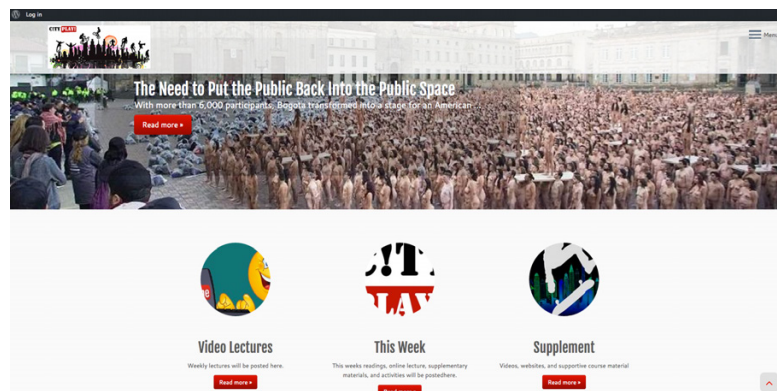 Log in
CITY PLAY!
Menu
The Need to Put the Public Back Into the Public Space
With more than 6,000 participants, Bogota transformed into a stage for an American ...
Read more »
Video Lectures
Weekly lectures will be posted here.
Read more »
This Week
This weeks readings, online lecture, supplementary
materials, and activities will be postedhere.
Supplement
Videos, websites, and supportive course material
Read more »